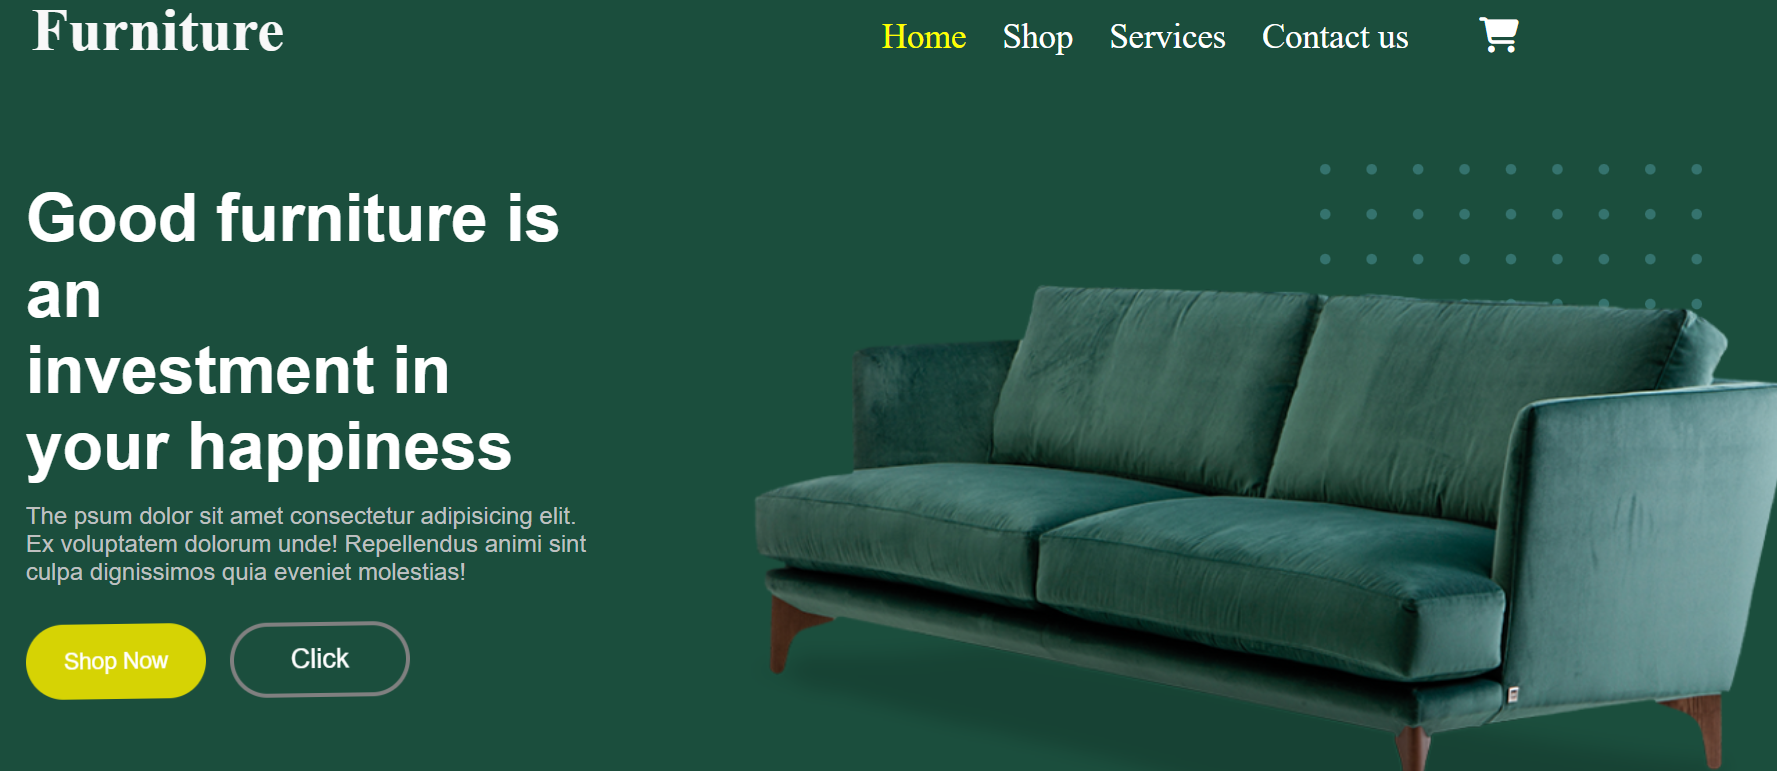 Furniture
Home Shop Services Contact us
Good furniture is
an
investment in
your happiness
The psum dolor sit amet consectetur adipisicing elit.
Ex voluptatem dolorum unde! Repellendus animi sint
culpa dignissimos quia eveniet molestias!
Shop Now Click